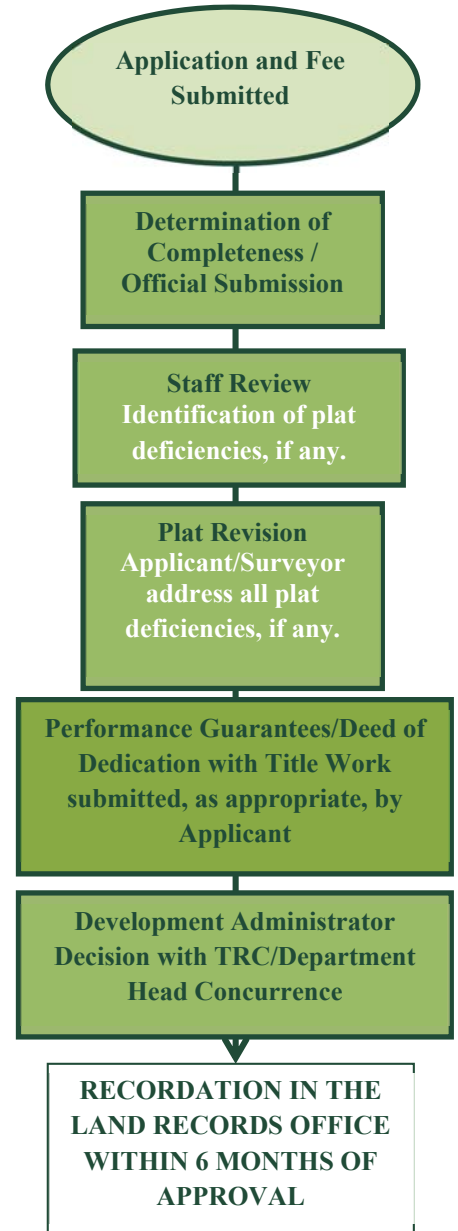 Application and Fee
Submitted
Determination of
Completeness /
Official Submission
Staff Review
Identification of plat
deficiencies, if any.
Plat Revision
Applicant/Surveyor
address all plat
deficiencies, if any.
Performance Guarantees/Deed of
Dedication with Title Work
submitted, as appropriate, by
Applicant
Development Administrator
Decision with TRC/Department
Head Concurrence
RECORDATION IN THE
LAND RECORDS OFFICE
WITHIN 6 MONTHS OF
APPROVAL